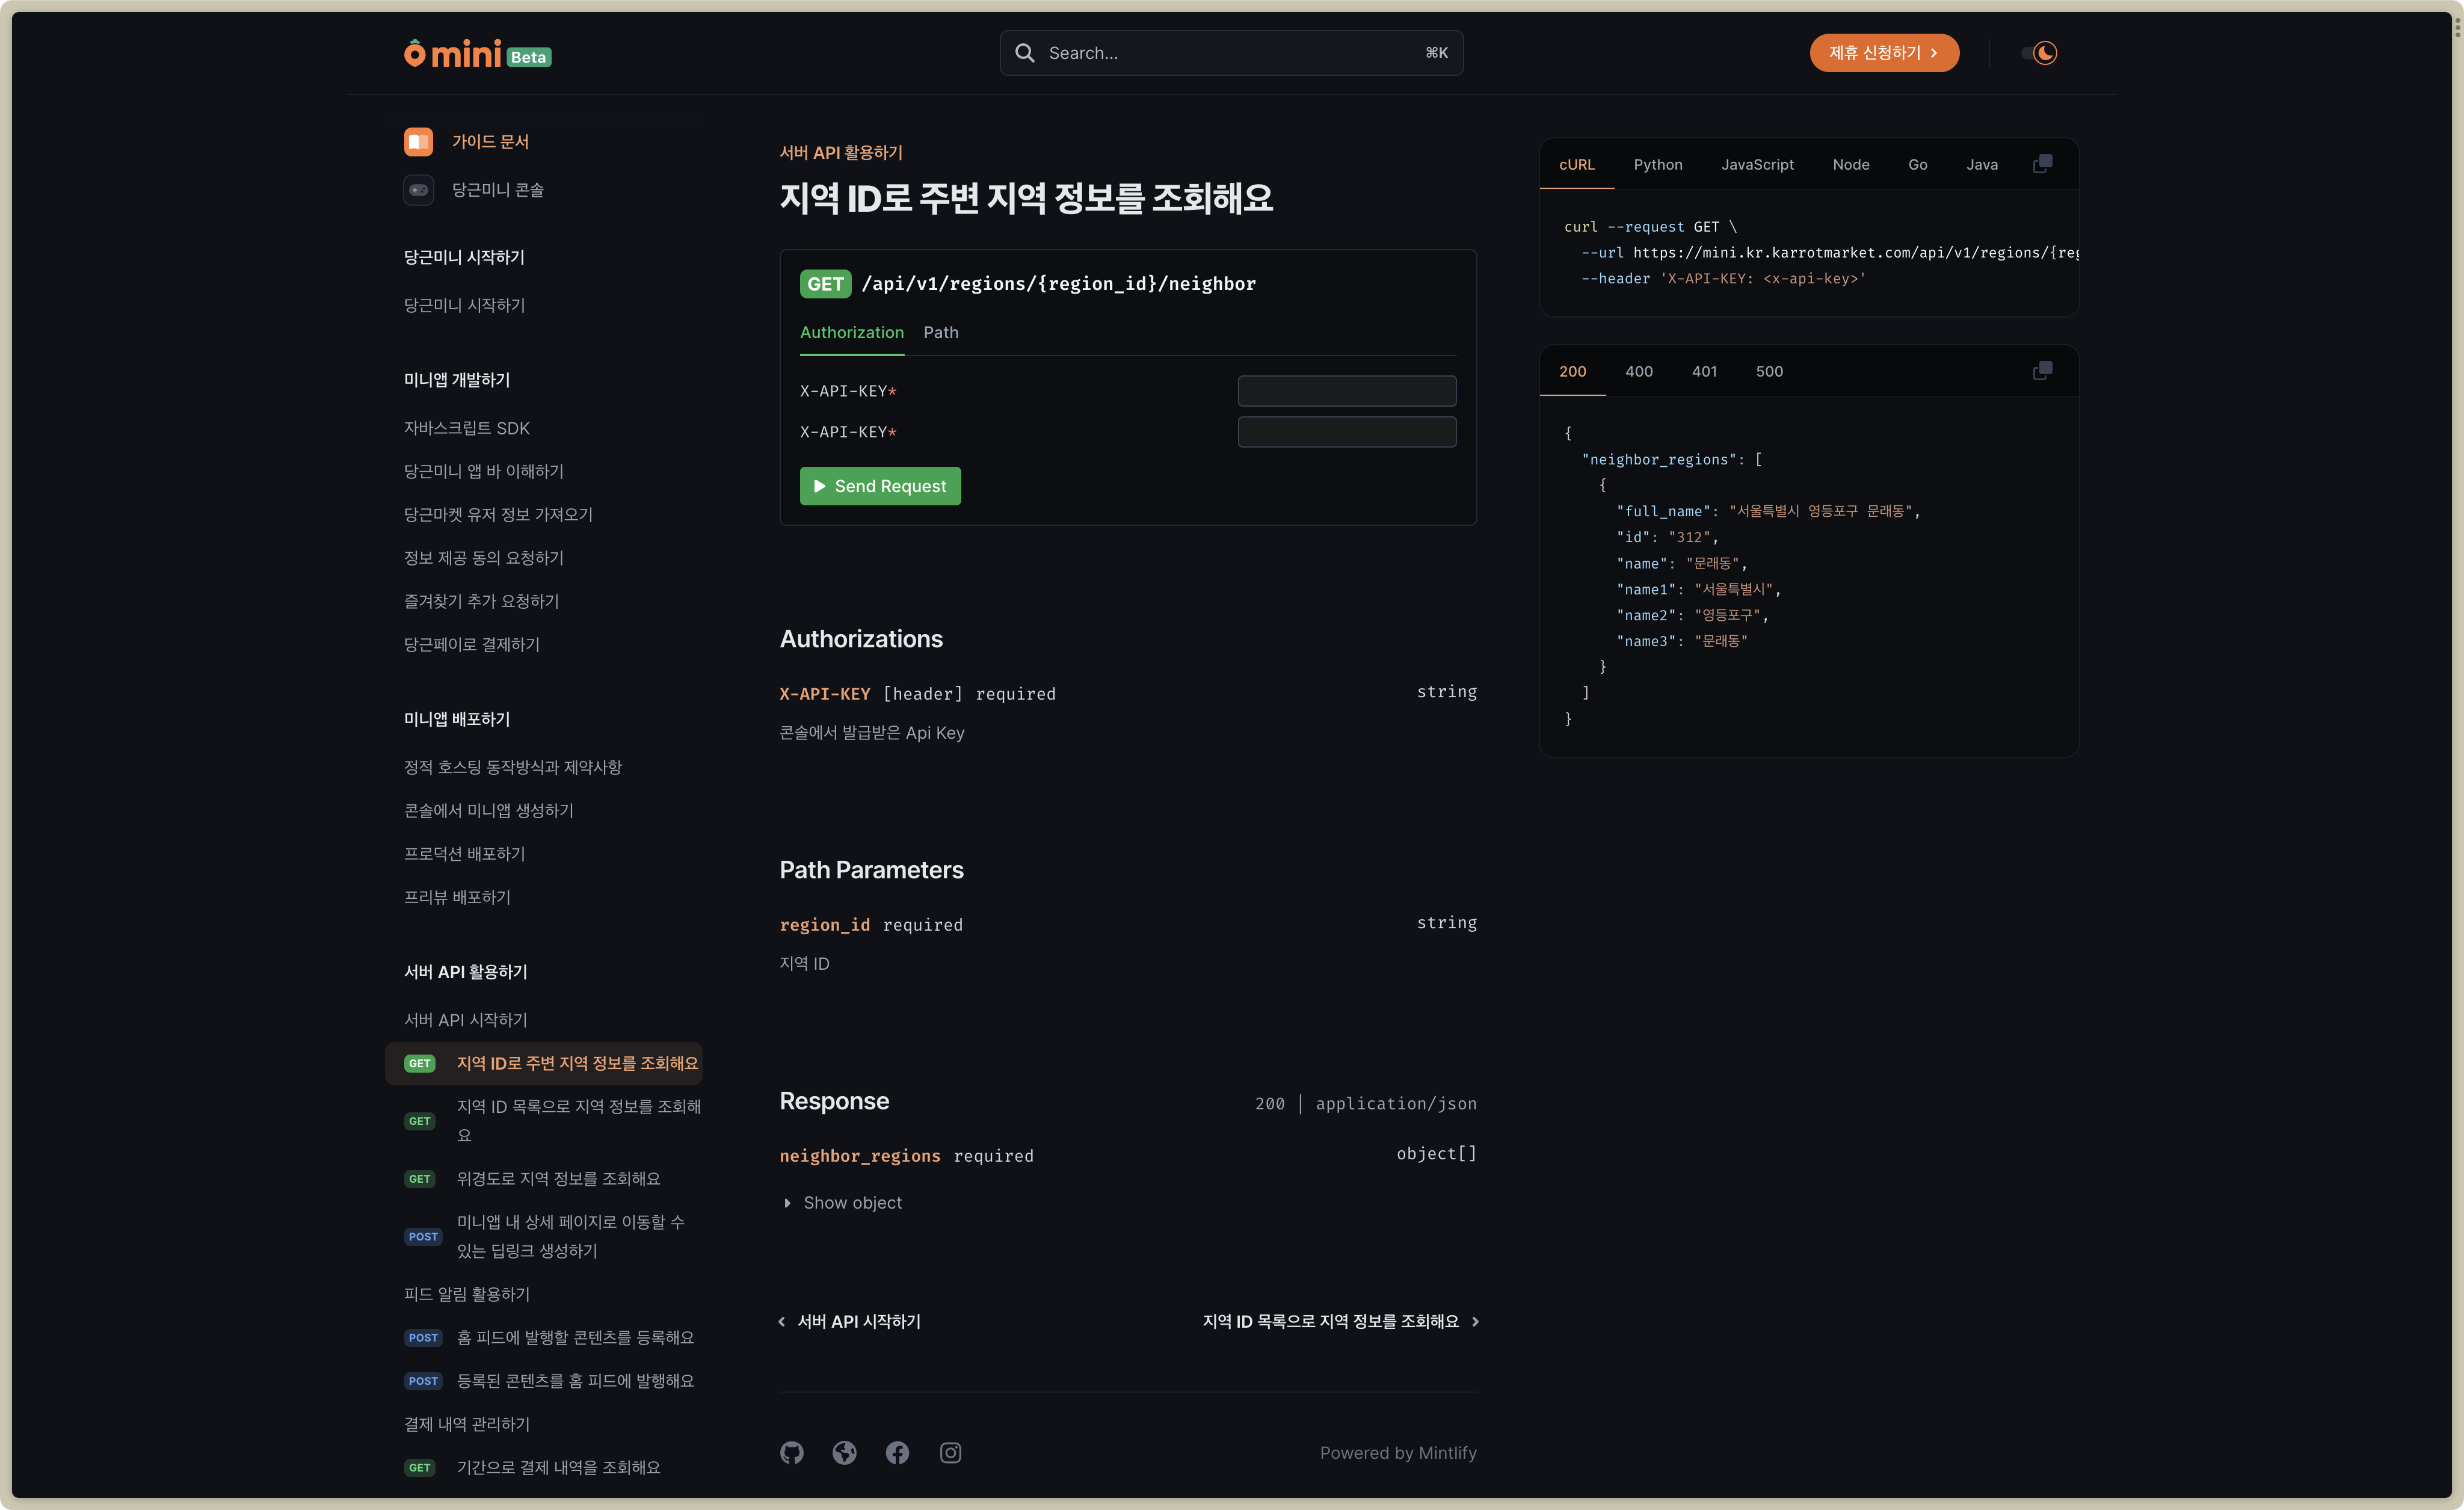 mini Beta
Search...
⌘K
제휴 신청하기
가이드 문서
당근미니 콘솔
당근미니 시작하기
당근미니 시작하기
미니앱 개발하기
자바스크립트 SDK
당근미니 앱 바 이해하기
당근마켓 유저 정보 가져오기
정보 제공 동의 요청하기
즐겨찾기 추가 요청하기
당근페이로 결제하기
미니앱 배포하기
정적 호스팅 동작방식과 제약사항
콘솔에서 미니앱 생성하기
프로덕션 배포하기
프리뷰 배포하기
서버 API 활용하기
서버 API 시작하기
GET 지역 ID로 주변 지역 정보를 조회해요
GET 지역 ID 목록으로 지역 정보를 조회해
요
GET 위경도로 지역 정보를 조회해요
POST 미니앱 내 상세 페이지로 이동할 수
있는 딥링크 생성하기
피드 알림 활용하기
POST 홈 피드에 발행할 콘텐츠를 등록해요
POST 등록된 콘텐츠를 홈 피드에 발행해요
결제 내역 관리하기
GET 기간으로 결제 내역을 조회해요
서버 API 활용하기
지역 ID로 주변 지역 정보를 조회해요
GET /api/v1/regions/{region_id}/neighbor
Authorization Path
X-API-KEY*
X-API-KEY*
Send Request
Authorizations
X-API-KEY [header] required string
콘솔에서 발급받은 Api Key
Path Parameters
region_id required string
지역 ID
Response 200 | application/json
neighbor_regions required object[]
Show object
서버 API 시작하기
지역 ID 목록으로 지역 정보를 조회해요
Powered by Mintlify
cURL Python JavaScript Node Go Java
curl --request GET \
--url https://mini.kr.karrotmarket.com/api/v1/regions/{reg
--header 'X-API-KEY: <x-api-key>'
200 400 401 500
{
"neighbor_regions": [
{
"full_name": "서울특별시 영등포구 문래동",
"id": "312",
"name": "문래동",
"name1": "서울특별시",
"name2": "영등포구",
"name3": "문래동"
}
]
}